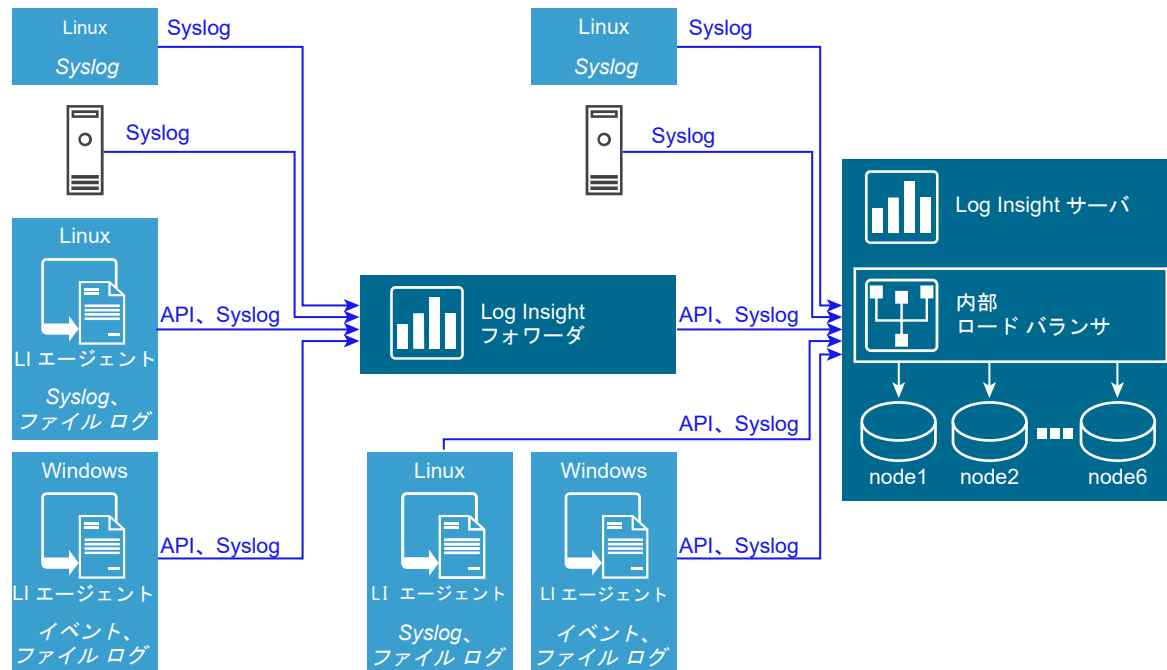 Linux
Syslog
Syslog
Syslog
Linux
LI エージェント
Syslog、
ファイル ログ
API、Syslog
Windows
LI エージェント
イベント、
ファイル ログ
API、Syslog
Log Insight
フォワーダ
API、Syslog
Linux
Syslog
Syslog
Syslog
API、Syslog
Linux
LI エージェント
Syslog、
ファイル ログ
Windows
LI エージェント
イベント、
ファイル ログ
API、Syslog
Log Insight サーバ
内部
ロード バランサ
node1
node2
node6